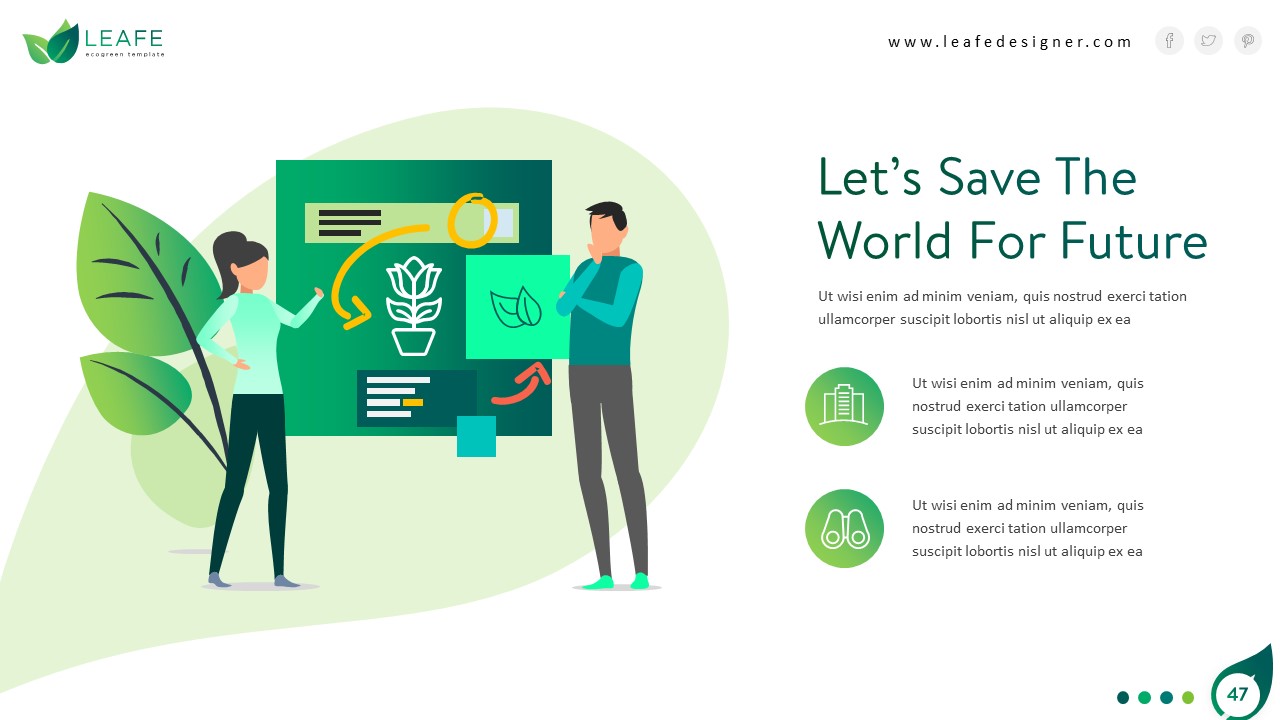 LEAFE
ecogreen template
www.leafedesigner.com
Let’s Save The
World For Future
Ut wisi enim ad minim veniam, quis nostrud exerci tation
ullamcorper suscipit lobortis nisl ut aliquip ex ea
Ut wisi enim ad minim veniam, quis
nostrud exerci tation ullamcorper
suscipit lobortis nisl ut aliquip ex ea
Ut wisi enim ad minim veniam, quis
nostrud exerci tation ullamcorper
suscipit lobortis nisl ut aliquip ex ea
47